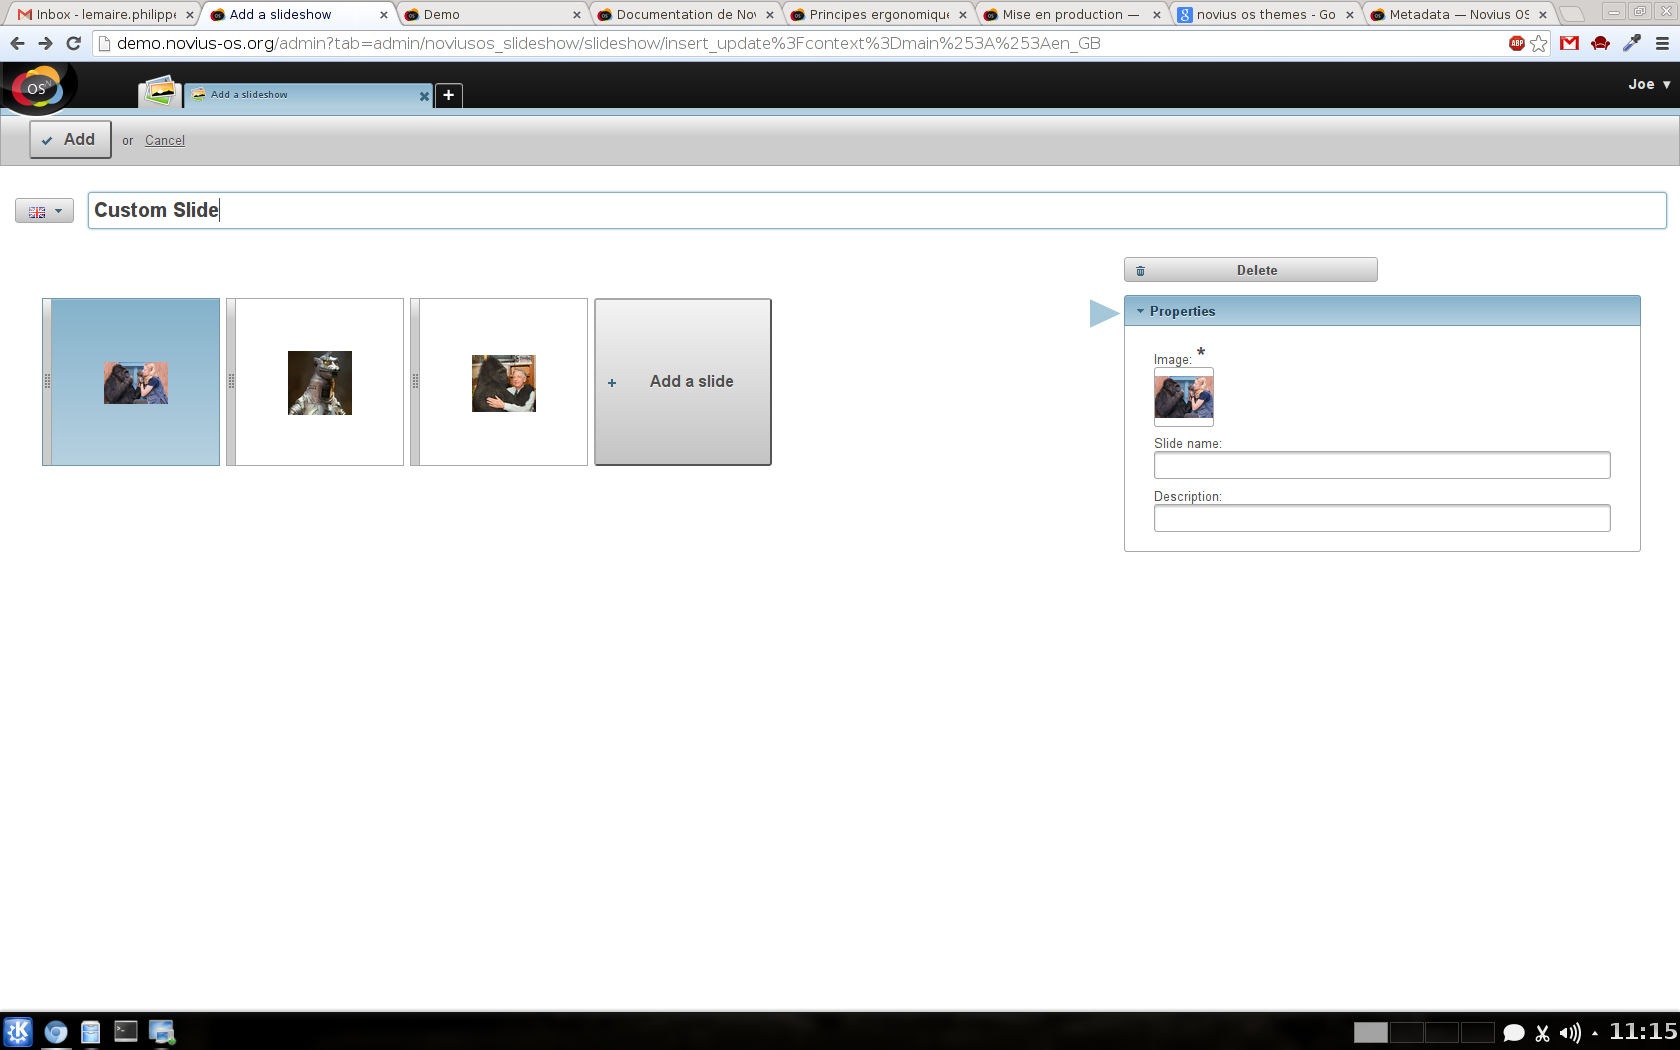 Inbox - lemaire.philippe
Add a slideshow
Demo
Documentation de Nov
Principes ergonomique
Mise en production —
novius os themes - Go
Metadata — Novius OS
demo.novius-os.org/admin?tab=admin/noviusos_slideshow/slideshow/insert_update%3Fcontext%3Dmain%253A%253Aen_GB
ABP
OS
Add a slideshow
+
Joe
Add
or
Cancel
Custom Slide
Delete
Properties
Image: *
Slide name:
Description:
+ Add a slide
11:15